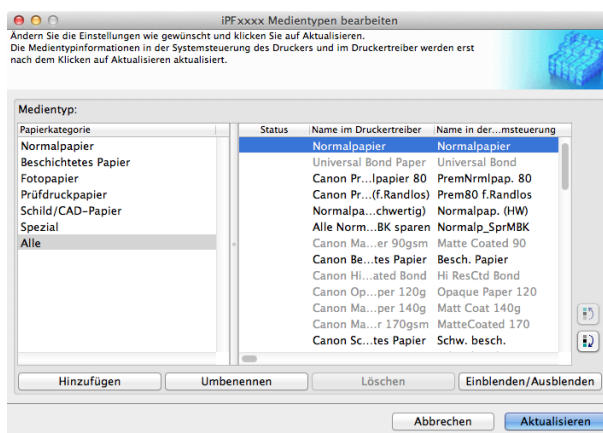 iPFxxxx Medientypen bearbeiten
Ändern Sie die Einstellungen wie gewünscht und klicken Sie auf Aktualisieren.
Die Medientypinformationen in der Systemsteuerung des Druckers und im Druckertreiber werden erst
nach dem Klicken auf Aktualisieren aktualisiert.
Medientyp:
Papierkategorie
Normalpapier
Beschichtetes Papier
Fotopapier
Prüfdruckpapier
Schild/CAD-Papier
Spezial
Alle
Status Name im Druckertreiber Name in der...msteuerung
Normalpapier Normalpapier
Universal Bond Paper Universal Bond
Canon Pr...lpapier 80 PremNrmlpap. 80
Canon Pr...(f.Randlos) Prem80 f.Randlos
Normalpa...chwertig) Normalpap. (HW)
Alle Norm...BK sparen Normalp_SprMBK
Canon Ma...er 90gsm Matte Coated 90
Canon Be...tes Papier Besch. Papier
Canon Hi...ated Bond Hi ResCtd Bond
Canon Op...per 120g Opaque Paper 120
Canon Ma...per 140g Matt Coat 140g
Canon Ma...r 170gsm MatteCoated 170
Canon Sc...tes Papier Schw. besch.
Hinzufügen Umbenennen Löschen Einblenden/Ausblenden
Abbrechen Aktualisieren